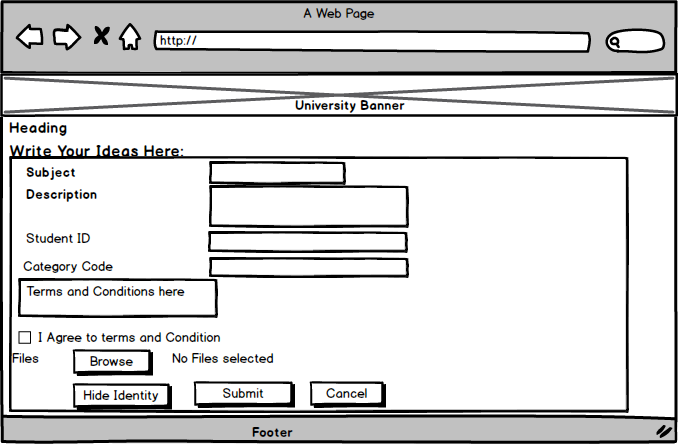 A Web Page
http://
University Banner
Heading
Write Your Ideas Here:
Subject
Description
Student ID
Category Code
Terms and Conditions here
I Agree to terms and Condition
Files Browse No Files selected
Hide Identity Submit Cancel
Footer